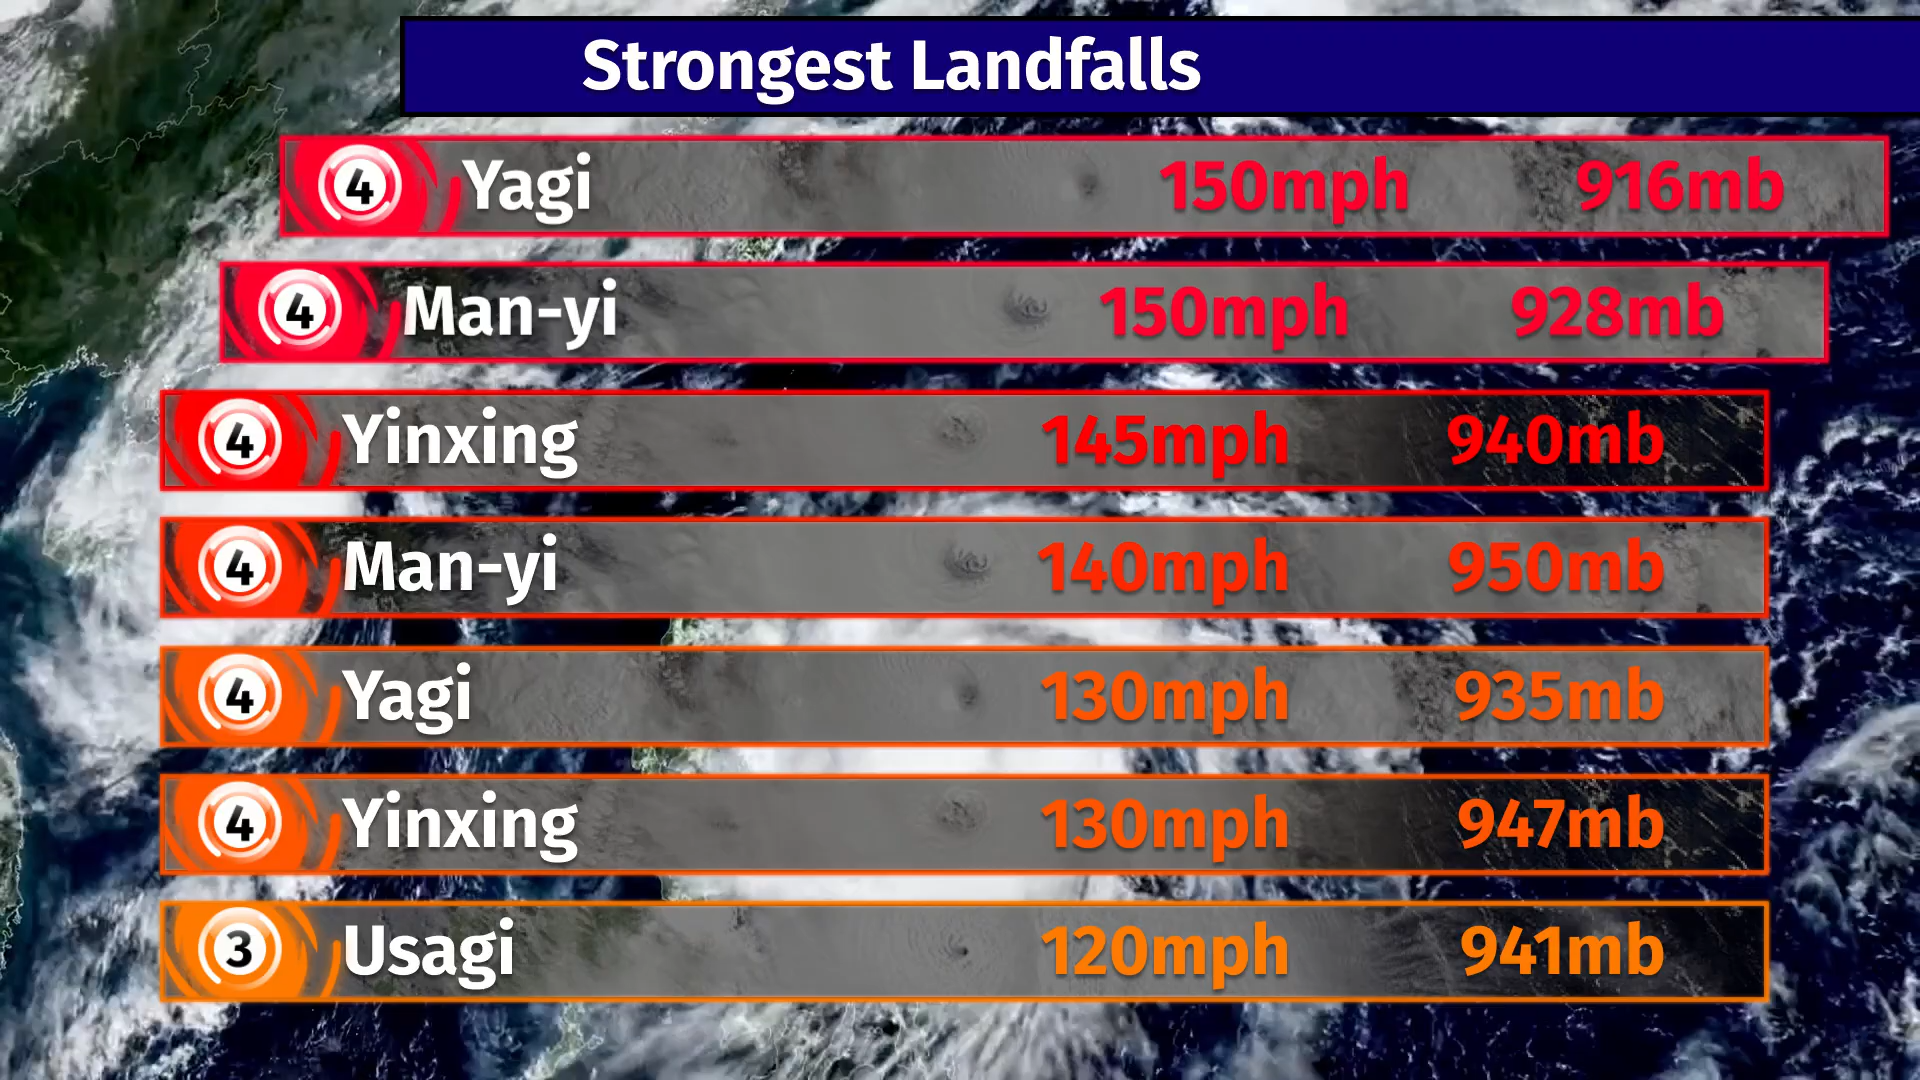 Strongest Landfalls
4 Yagi 150mph 916mb
4 Man-yi 150mph 928mb
4 Yinxing 145mph 940mb
4 Man-yi 140mph 950mb
4 Yagi 130mph 935mb
4 Yinxing 130mph 947mb
3 Usagi 120mph 941mb